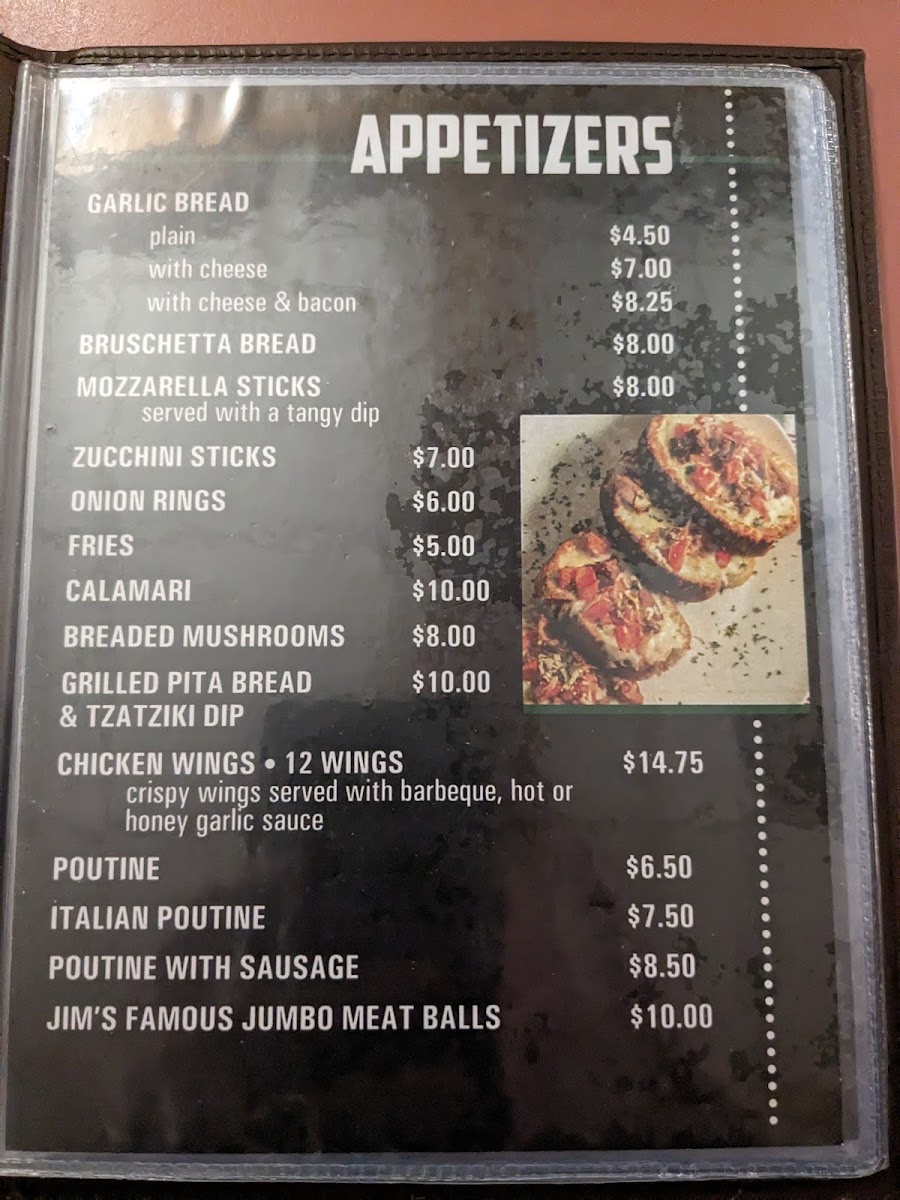 APPETIZERS
GARLIC BREAD
plain $4.50
with cheese $7.00
with cheese & bacon $8.25
BRUSCHETTA BREAD $8.00
MOZZARELLA STICKS $8.00
served with a tangy dip
ZUCCHINI STICKS $7.00
ONION RINGS $6.00
FRIES $5.00
CALAMARI $10.00
BREADED MUSHROOMS $8.00
GRILLED PITA BREAD $10.00
& TZATZIKI DIP
CHICKEN WINGS • 12 WINGS $14.75
crispy wings served with barbeque, hot or
honey garlic sauce
POUTINE $6.50
ITALIAN POUTINE $7.50
POUTINE WITH SAUSAGE $8.50
JIM'S FAMOUS JUMBO MEAT BALLS $10.00